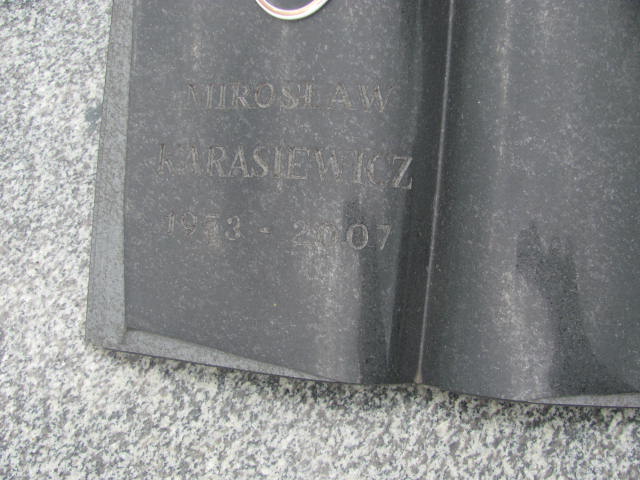 MIROSŁAW
KARASIEWICZ
1953 - 2007